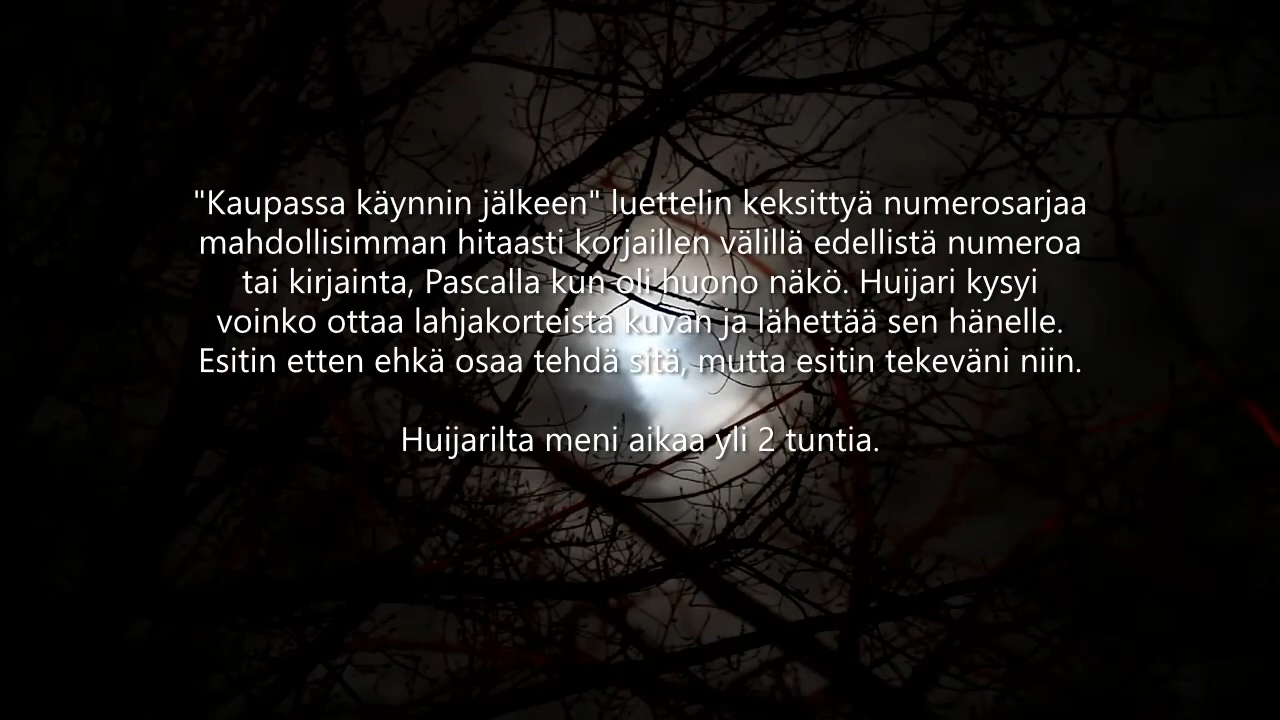 "Kaupassa käynnin jälkeen" luettelin keksittyä numerosarjaa
mahdollisimman hitaasti korjaillen välillä edellistä numeroa
tai kirjainta, Pascalla kun oli huono näkö. Huijari kysyi
voinko ottaa lahjakorteista kuvan ja lähettää sen hänelle.
Esitin etten ehkä osaa tehdä sitä, mutta esitin tekeväni niin.
Huijarilta meni aikaa yli 2 tuntia.